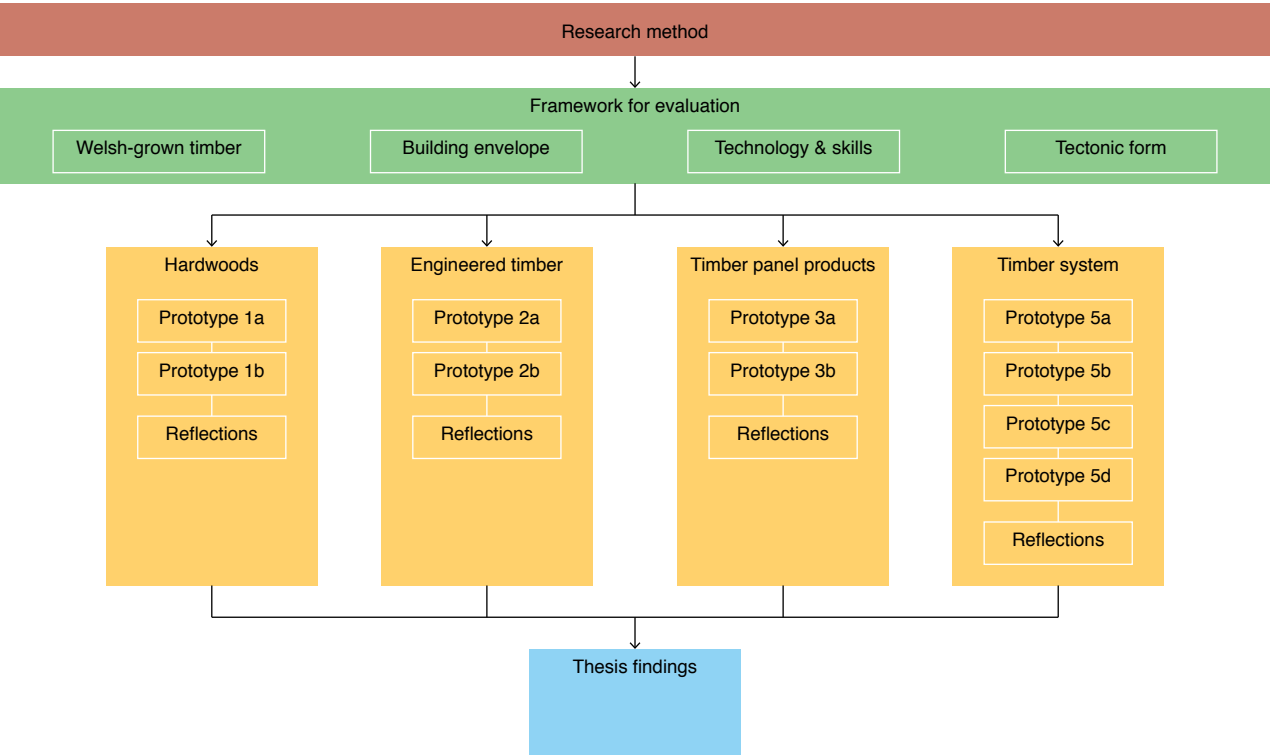 Research method
Framework for evaluation
Welsh-grown timber
Building envelope
Technology & skills
Tectonic form
Hardwoods
Prototype 1a
Prototype 1b
Reflections
Engineered timber
Prototype 2a
Prototype 2b
Reflections
Timber panel products
Prototype 3a
Prototype 3b
Reflections
Timber system
Prototype 5a
Prototype 5b
Prototype 5c
Prototype 5d
Reflections
Thesis findings